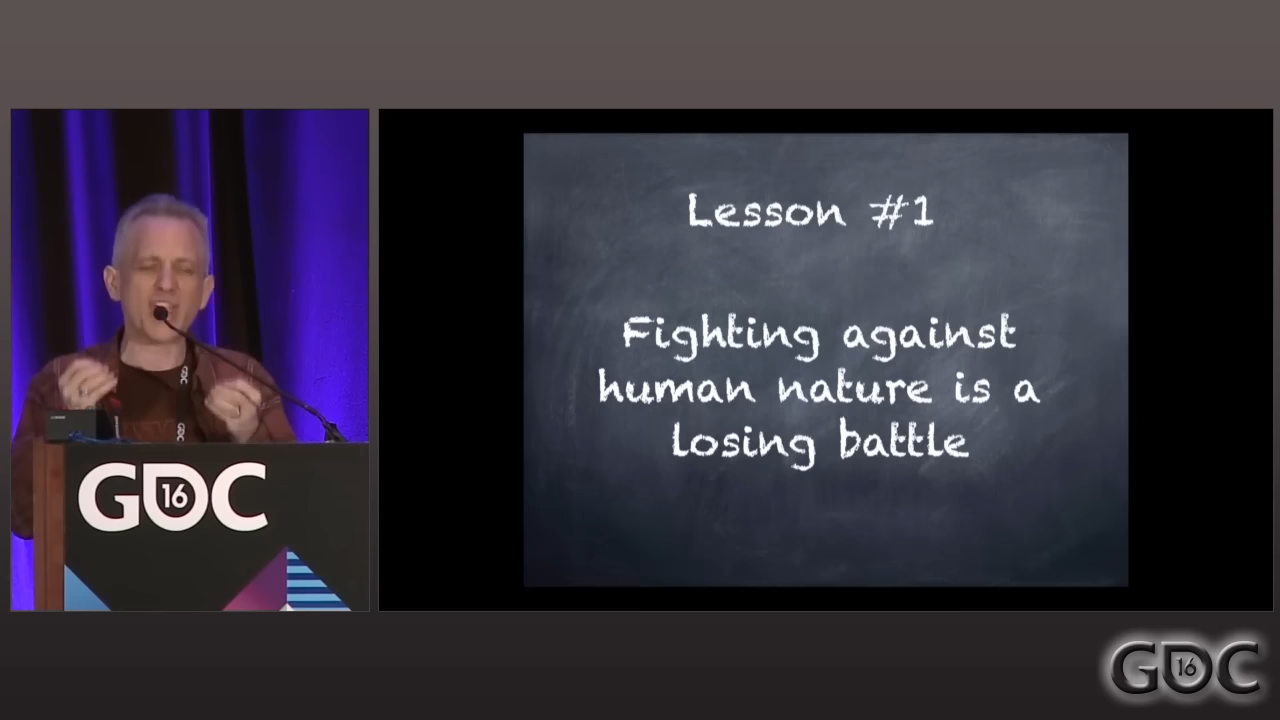 Lesson #1
Fighting against
human nature is a
losing battle
GDC
16
GDC
16